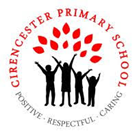 CIRENCESTER PRIMARY SCHOOL
POSITIVE - RESPECTFUL - CARING